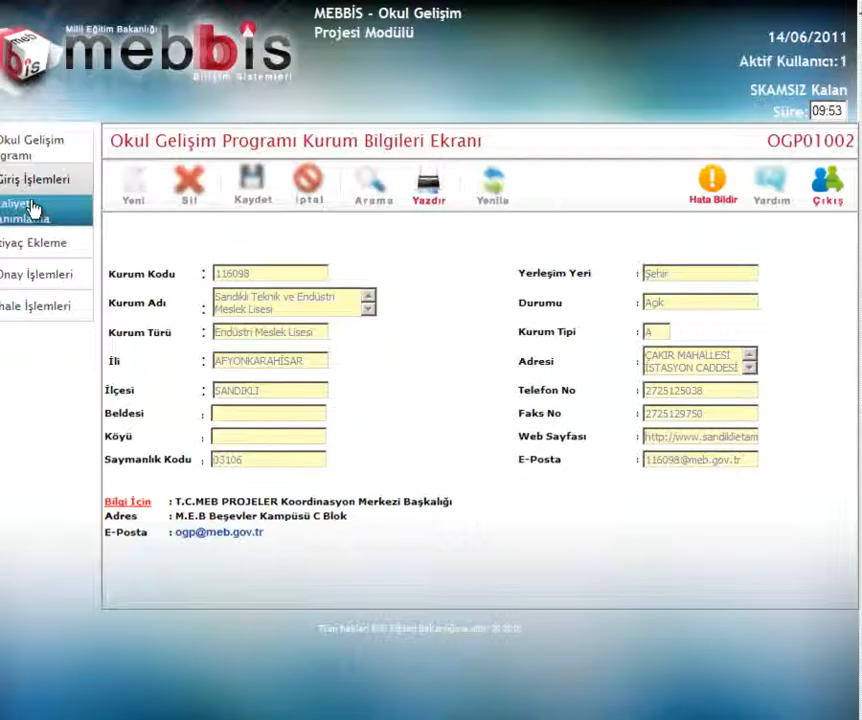 Milli Eğitim Bakanlığı
mebbis
Bilişim Sistemleri
MEBBİS - Okul Gelişim
Projesi Modülü
14/06/2011
Aktif Kullanıcı:1
SKAMSIZ Kalan
Süre: 09:53
Okul Gelişim
gramı
Giriş İşlemleri
aliyet
anımlama
tiyaç Ekleme
Onay İşlemleri
hale İşlemleri
Okul Gelişim Programı Kurum Bilgileri Ekranı OGP01002
Yeni Sil Kaydet İptal Arama Yazdır Yenile Hata Bildir Yardım Çıkış
Kurum Kodu : 116098
Kurum Adı : Sandıklı Teknik ve Endüstri
Meslek Lisesi
Kurum Türü : Endüstri Meslek Lisesi
İli : AFYONKARAHİSAR
İlçesi : SANDIKLI
Beldesi :
Köyü :
Saymanlık Kodu : 03106
Yerleşim Yeri : Şehir
Durumu : Açık
Kurum Tipi : A
Adresi : ÇAKIR MAHALLESİ
İSTASYON CADDESİ
Telefon No : 2725125038
Faks No : 2725129750
Web Sayfası : http://www.sandiklietam
E-Posta : 116098@meb.gov.tr
Bilgi İcin : T.C.MEB PROJELER Koordinasyon Merkezi Başkalığı
Adres : M.E.B Beşevler Kampüsü C Blok
E-Posta : ogp@meb.gov.tr